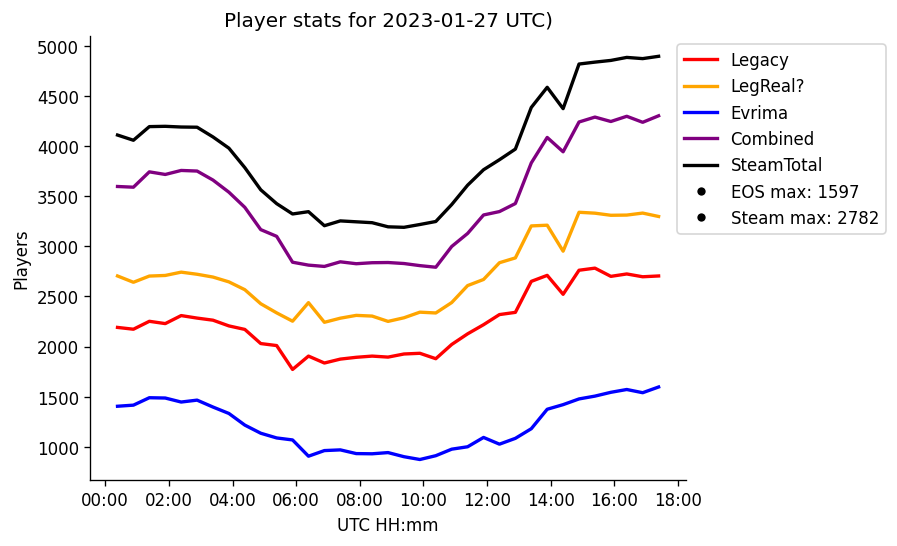 Player stats for 2023-01-27 UTC)
5000
4500
4000
3500
3000
2500
2000
1500
1000
Players
00:00 02:00 04:00 06:00 08:00 10:00 12:00 14:00 16:00 18:00
UTC HH:mm
Legacy
LegReal?
Evrima
Combined
SteamTotal
EOS max: 1597
Steam max: 2782